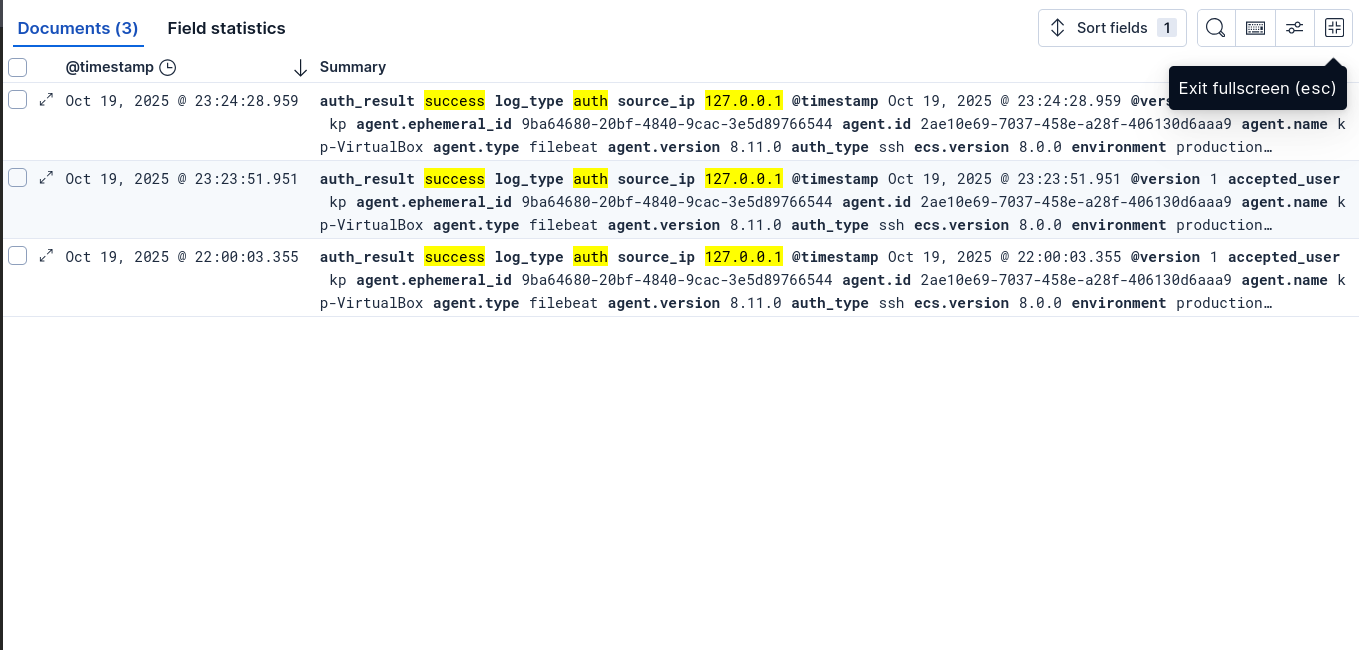 Documents (3) Field statistics Sort fields 1
@timestamp Summary
Exit fullscreen (esc)
Oct 19, 2025 @ 23:24:28.959 auth_result success log_type auth source_ip 127.0.0.1 @timestamp Oct 19, 2025 @ 23:24:28.959
kp agent.ephemeral_id 9ba64680-20bf-4840-9cac-3e5d89766544 agent.id 2ae10e69-7037-458e-a28f-406130d6aaa9 agent.name k
p-VirtualBox agent.type filebeat agent.version 8.11.0 auth_type ssh ecs.version 8.0.0 environment production…
Oct 19, 2025 @ 23:23:51.951 auth_result success log_type auth source_ip 127.0.0.1 @timestamp Oct 19, 2025 @ 23:23:51.951 @version 1 accepted_user
kp agent.ephemeral_id 9ba64680-20bf-4840-9cac-3e5d89766544 agent.id 2ae10e69-7037-458e-a28f-406130d6aaa9 agent.name k
p-VirtualBox agent.type filebeat agent.version 8.11.0 auth_type ssh ecs.version 8.0.0 environment production…
Oct 19, 2025 @ 22:00:03.355 auth_result success log_type auth source_ip 127.0.0.1 @timestamp Oct 19, 2025 @ 22:00:03.355 @version 1 accepted_user
kp agent.ephemeral_id 9ba64680-20bf-4840-9cac-3e5d89766544 agent.id 2ae10e69-7037-458e-a28f-406130d6aaa9 agent.name k
p-VirtualBox agent.type filebeat agent.version 8.11.0 auth_type ssh ecs.version 8.0.0 environment production…